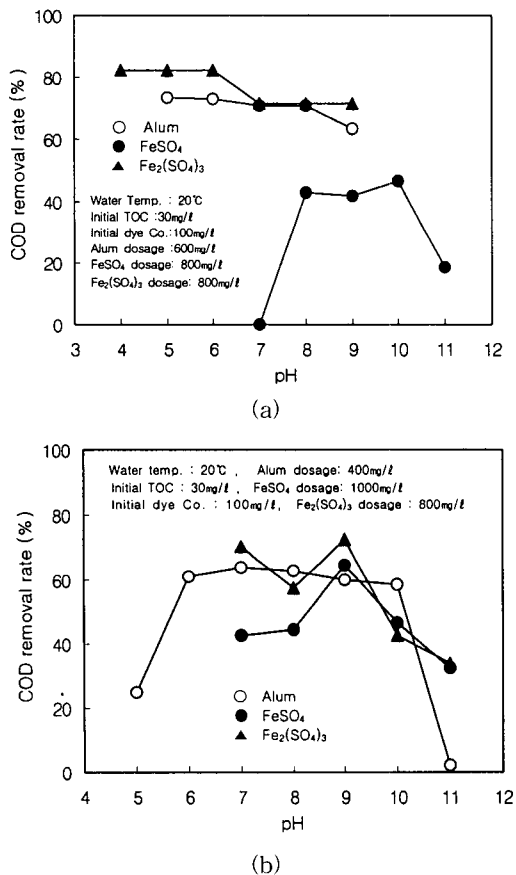 100
80
60
40
20
0
COD removal rate (%)
Alum
FeSO₄
Fe₂(SO₄)₃
Water Temp. : 20℃
Initial TOC :30㎎/ℓ
Initial dye Co.:100㎎/ℓ
Alum dosage:600㎎/ℓ
FeSO₄ dosage: 800㎎/ℓ
Fe₂(SO₄)₃ dosage: 800㎎/ℓ
3 4 5 6 7 8 9 10 11 12
pH
(a)
100
80
60
40
20
0
COD removal rate (%)
Water temp. : 20℃ , Alum dosage: 400㎎/ℓ
Initial TOC : 30㎎/ℓ , FeSO₄ dosage: 1000㎎/ℓ
Initial dye Co. : 100㎎/ℓ, Fe₂(SO₄)₃ dosage : 800㎎/ℓ
Alum
FeSO₄
Fe₂(SO₄)₃
4 5 6 7 8 9 10 11 12
pH
(b)